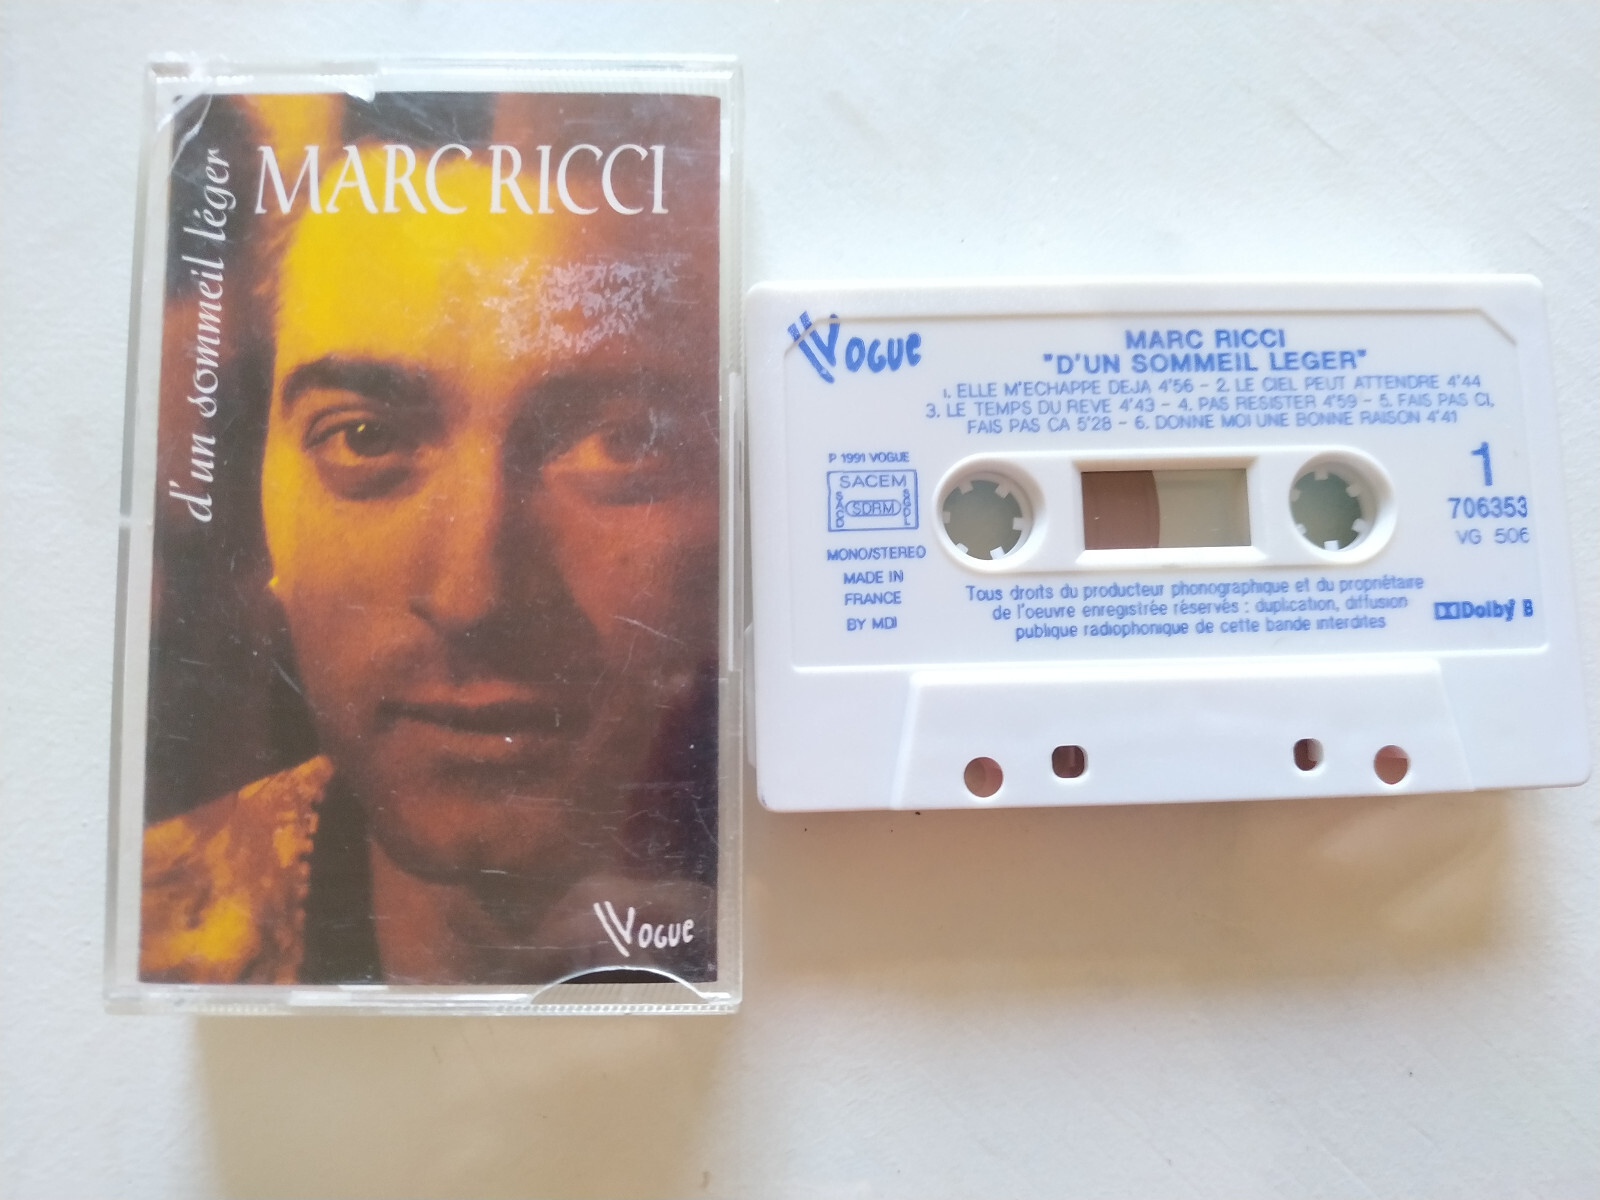 MARC RICCI
d'un sommeil léger
VOGUE
VOGUE
MARC RICCI
"D'UN SOMMEIL LEGER"
1. ELLE M'ECHAPPE DEJA 4'56 - 2. LE CIEL PEUT ATTENDRE 4'44
3. LE TEMPS DU REVE 4'43 - 4. PAS RESISTER 4'59 - 5. FAIS PAS CI,
FAIS PAS CA 5'28 - 6. DONNE MOI UNE BONNE RAISON 4'41
P 1991 VOGUE
SACEM
SACD SDRM SGDL
MONO/STEREO
MADE IN
FRANCE
BY MDI
1
706353
VG 506
Tous droits du producteur phonographique et du propriétaire
de l'oeuvre enregistrée réservés : duplication, diffusion
publique radiophonique de cette bande interdites
Dolby B